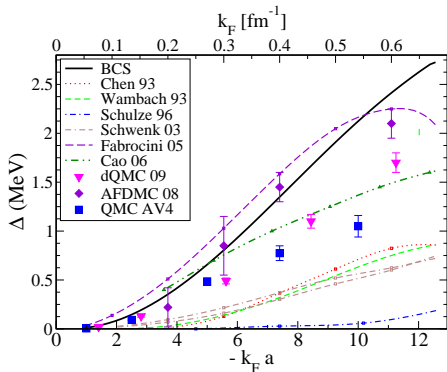 k_F [fm^-1]
0 0.1 0.2 0.3 0.4 0.5 0.6
Δ (MeV)
2.5
2
1.5
1
0.5
0
BCS
Chen 93
Wambach 93
Schulze 96
Schwenk 03
Fabrocini 05
Cao 06
dQMC 09
AFDMC 08
QMC AV4
0 2 4 6 8 10 12
- k_F a